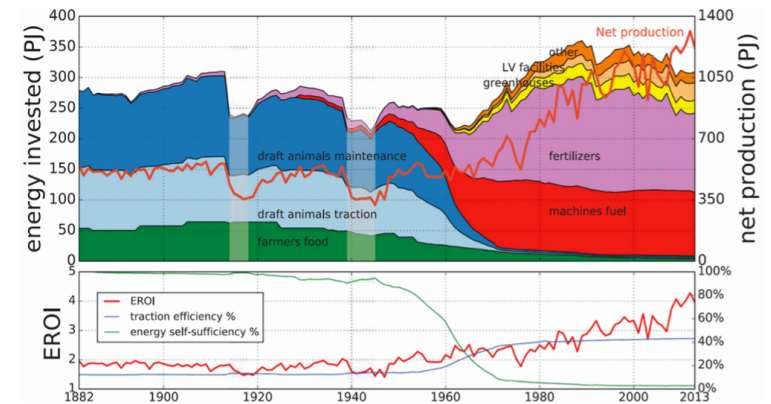 400
350
300
250
200
150
100
50
0
energy invested (PJ)
1400
1050
700
350
0
net production (PJ)
Net production
other
LV facilities
greenhouses
draft animals maintenance
fertilizers
draft animals traction
machines fuel
farmers food
5
4
3
2
1
EROI
100%
80%
60%
40%
20%
0%
EROI
traction efficiency %
energy self-sufficiency %
1882 1900 1920 1940 1960 1980 2000 2013